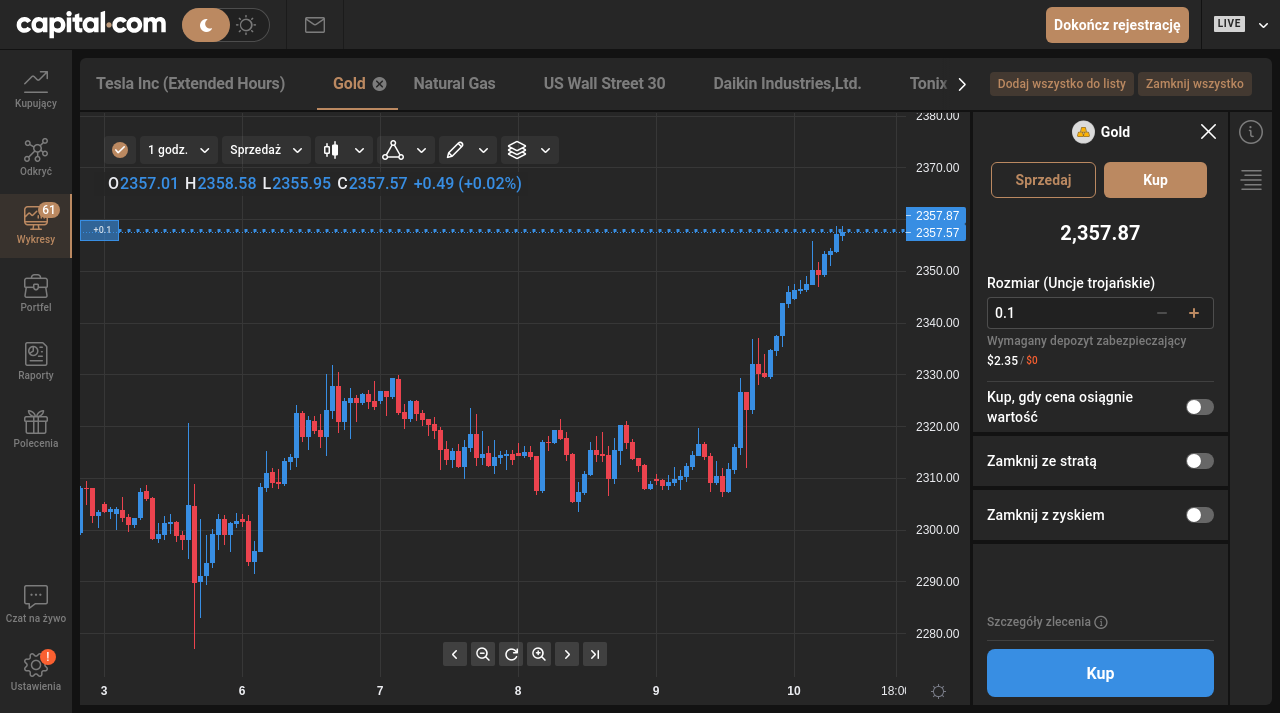 capital.com
Dokończ rejestrację
LIVE
Kupujący
Odkryć
61
Wykresy
Portfel
Raporty
Polecenia
Czat na żywo
!
Ustawienia
Tesla Inc (Extended Hours)
Gold
Natural Gas
US Wall Street 30
Daikin Industries,Ltd.
Tonix
Dodaj wszystko do listy
Zamknij wszystko
1 godz.
Sprzedaż
O2357.01 H2358.58 L2355.95 C2357.57 +0.49 (+0.02%)
+0.1
2380.00
2370.00
2357.87
2357.57
2350.00
2340.00
2330.00
2320.00
2310.00
2300.00
2290.00
2280.00
3
6
7
8
9
10
18:00
Gold
Sprzedaj
Kup
2,357.87
Rozmiar (Uncje trojańskie)
0.1
Wymagany depozyt zabezpieczający
$2.35 / $0
Kup, gdy cena osiągnie
wartość
Zamknij ze stratą
Zamknij z zyskiem
Szczegóły zlecenia
Kup